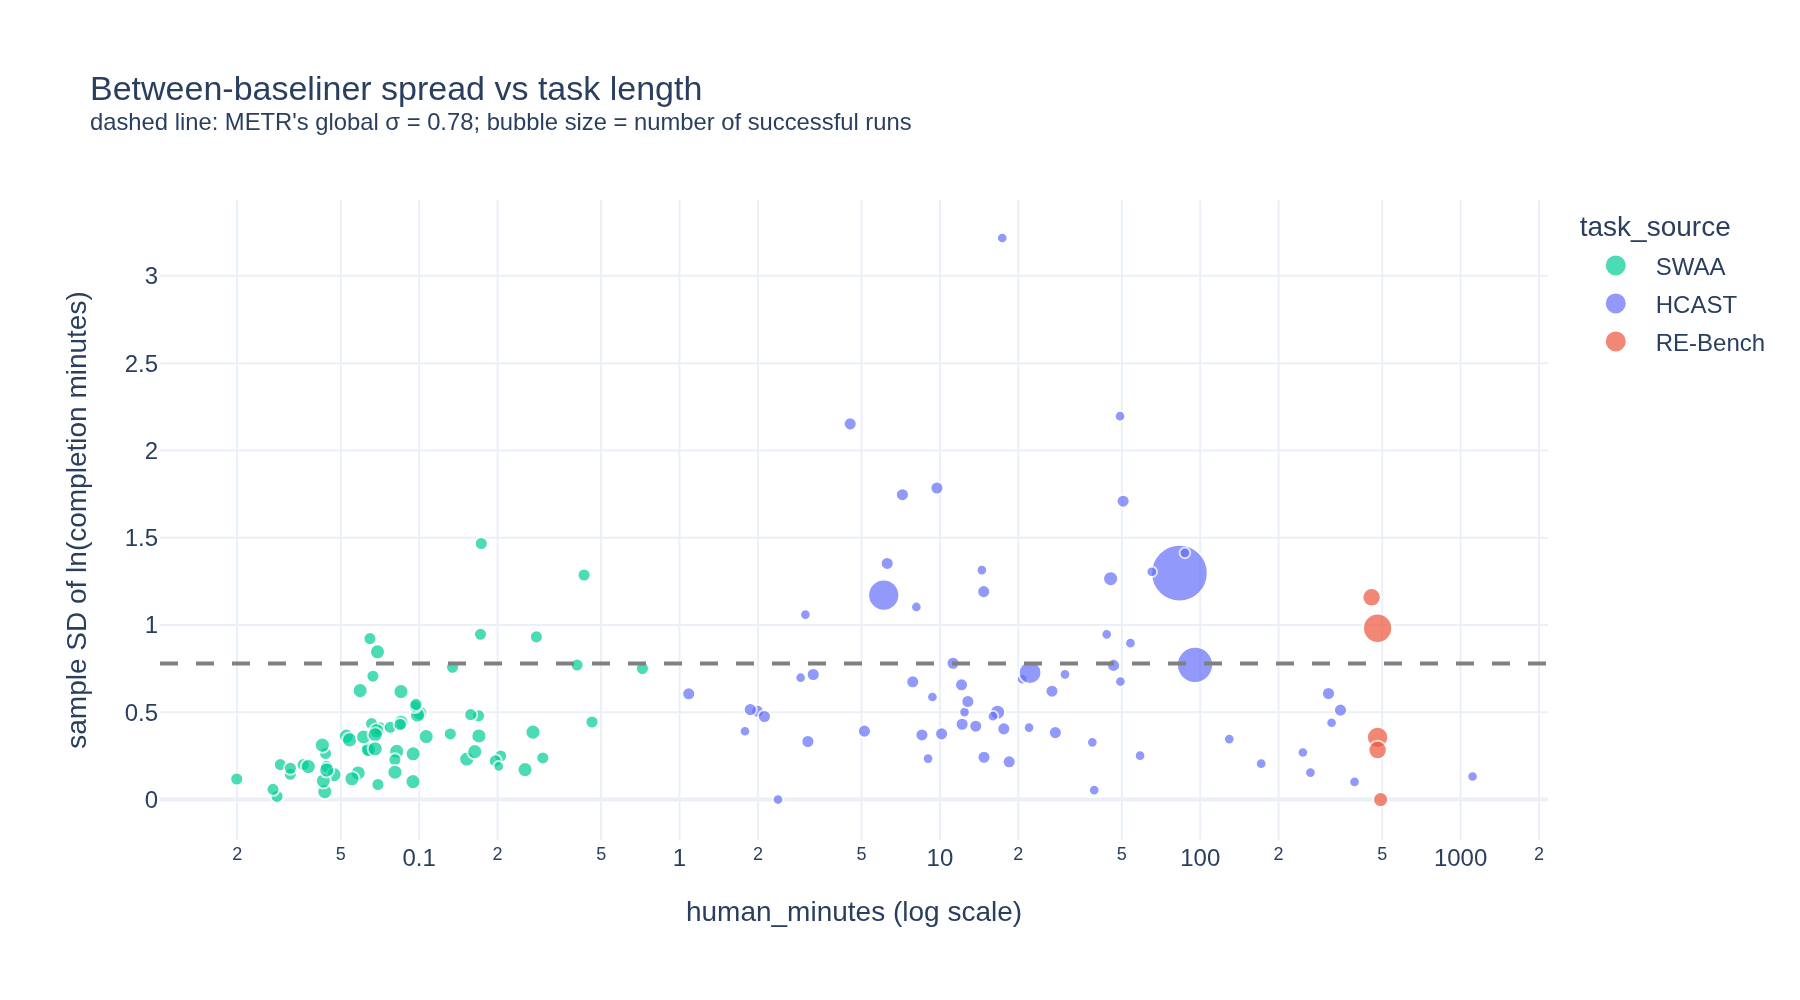 Between-baseliner spread vs task length
dashed line: METR's global σ = 0.78; bubble size = number of successful runs
task_source
SWAA
HCAST
RE-Bench
sample SD of ln(completion minutes)
3
2.5
2
1.5
1
0.5
0
2 5 0.1 2 5 1 2 5 10 2 5 100 2 5 1000 2
human_minutes (log scale)